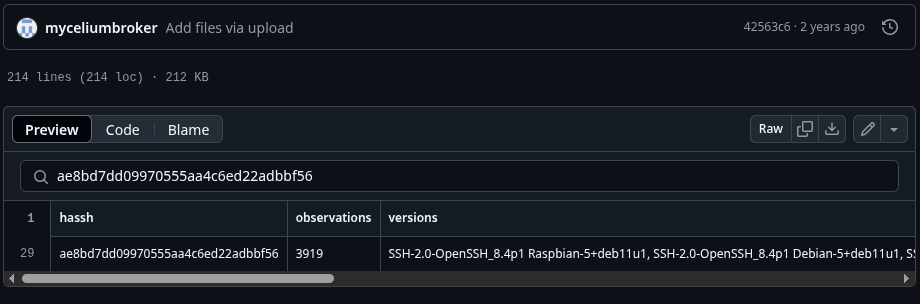 myceliumbroker Add files via upload 42563c6 · 2 years ago
214 lines (214 loc) · 212 KB
Preview Code Blame Raw
ae8bd7dd09970555aa4c6ed22adbbf56
1 hassh observations versions
29 ae8bd7dd09970555aa4c6ed22adbbf56 3919 SSH-2.0-OpenSSH_8.4p1 Raspbian-5+deb11u1, SSH-2.0-OpenSSH_8.4p1 Debian-5+deb11u1, SS